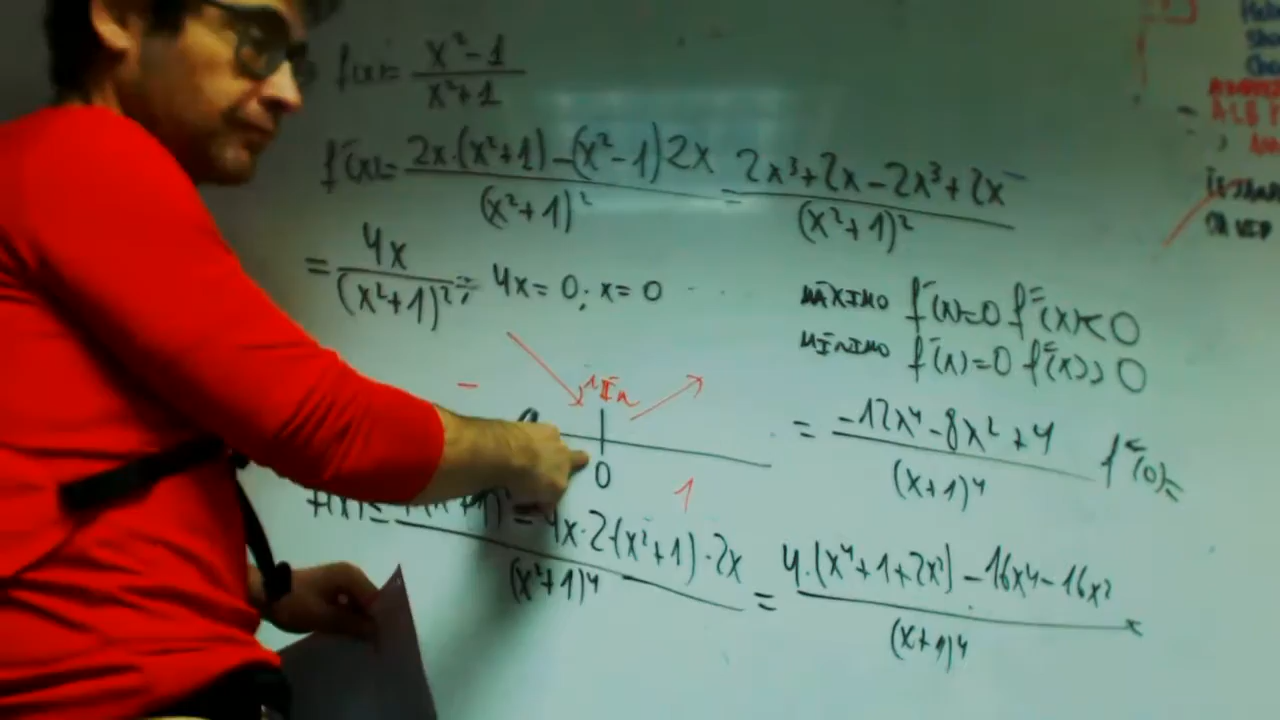 f(x)= x²-1 / x²+1
f'(x)= 2x·(x²+1)-(x²-1)2x / (x²+1)² = 2x³+2x-2x³+2x / (x²+1)²
= 4x / (x²+1)² ; 4x=0; x=0
MÁXIMO f'(x)=0 f''(x)<0
MÍNIMO f'(x)=0 f''(x)>0
- mín
0 1
= -12x⁴-8x²+4 / (x+1)⁴ f''(0)=
= 4x·2·(x²+1)·2x / (x²+1)⁴ = 4·(x⁴+1+2x²)-16x⁴-16x² / (x+1)⁴